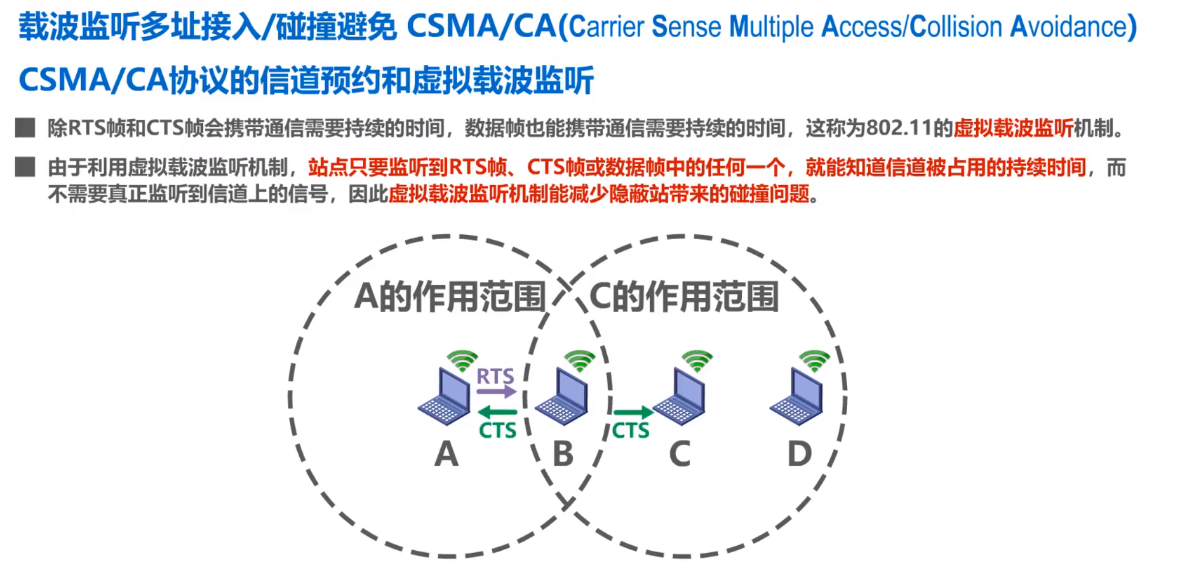 载波监听多址接入/碰撞避免 CSMA/CA(Carrier Sense Multiple Access/Collision Avoidance)
CSMA/CA协议的信道预约和虚拟载波监听
■ 除RTS帧和CTS帧会携带通信需要持续的时间，数据帧也能携带通信需要持续的时间，这称为802.11的虚拟载波监听机制。
■ 由于利用虚拟载波监听机制，站点只要监听到RTS帧、CTS帧或数据帧中的任何一个，就能知道信道被占用的持续时间，而
不需要真正监听到信道上的信号，因此虚拟载波监听机制能减少隐蔽站带来的碰撞问题。
A的作用范围 C的作用范围
RTS
CTS CTS
A B C D